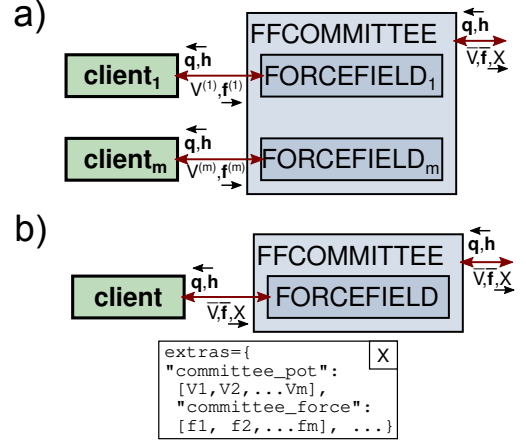 a)
FFCOMMITTEE
q,h
V̅,f̅,X
client₁
q,h
V⁽¹⁾,f⁽¹⁾
FORCEFIELD₁
clientₘ
q,h
V⁽ᵐ⁾,f⁽ᵐ⁾
FORCEFIELDₘ
b)
FFCOMMITTEE
q,h
V̅,f̅,X
client
q,h
V̅,f̅,X
FORCEFIELD
X
extras={
"committee_pot":
[V1,V2,...Vm],
"committee_force":
[f1, f2,...fm], ...}